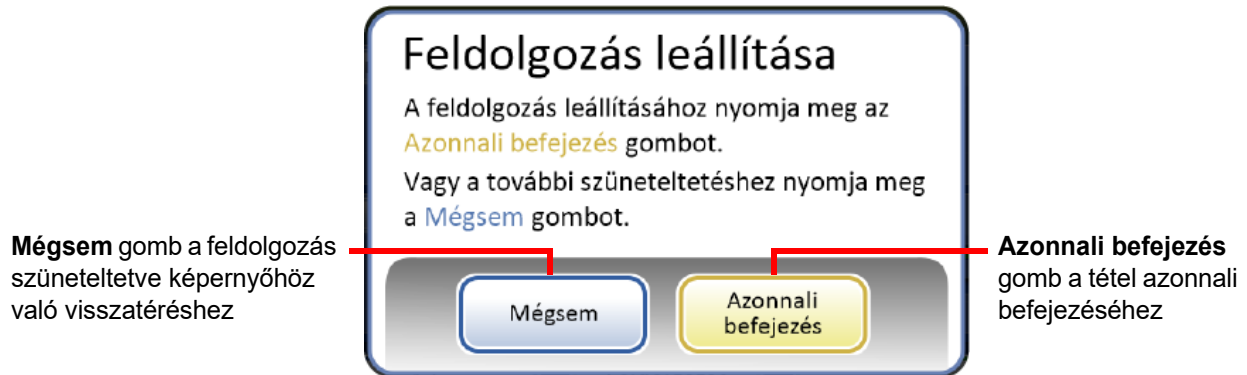 Feldolgozás leállítása
A feldolgozás leállításához nyomja meg az
Azonnali befejezés gombot.
Vagy a további szüneteltetéshez nyomja meg
a Mégsem gombot.
Mégsem gomb a feldolgozás
szüneteltetve képernyőhöz
való visszatéréshez
Mégsem
Azonnali
befejezés
Azonnali befejezés
gomb a tétel azonnali
befejezéséhez